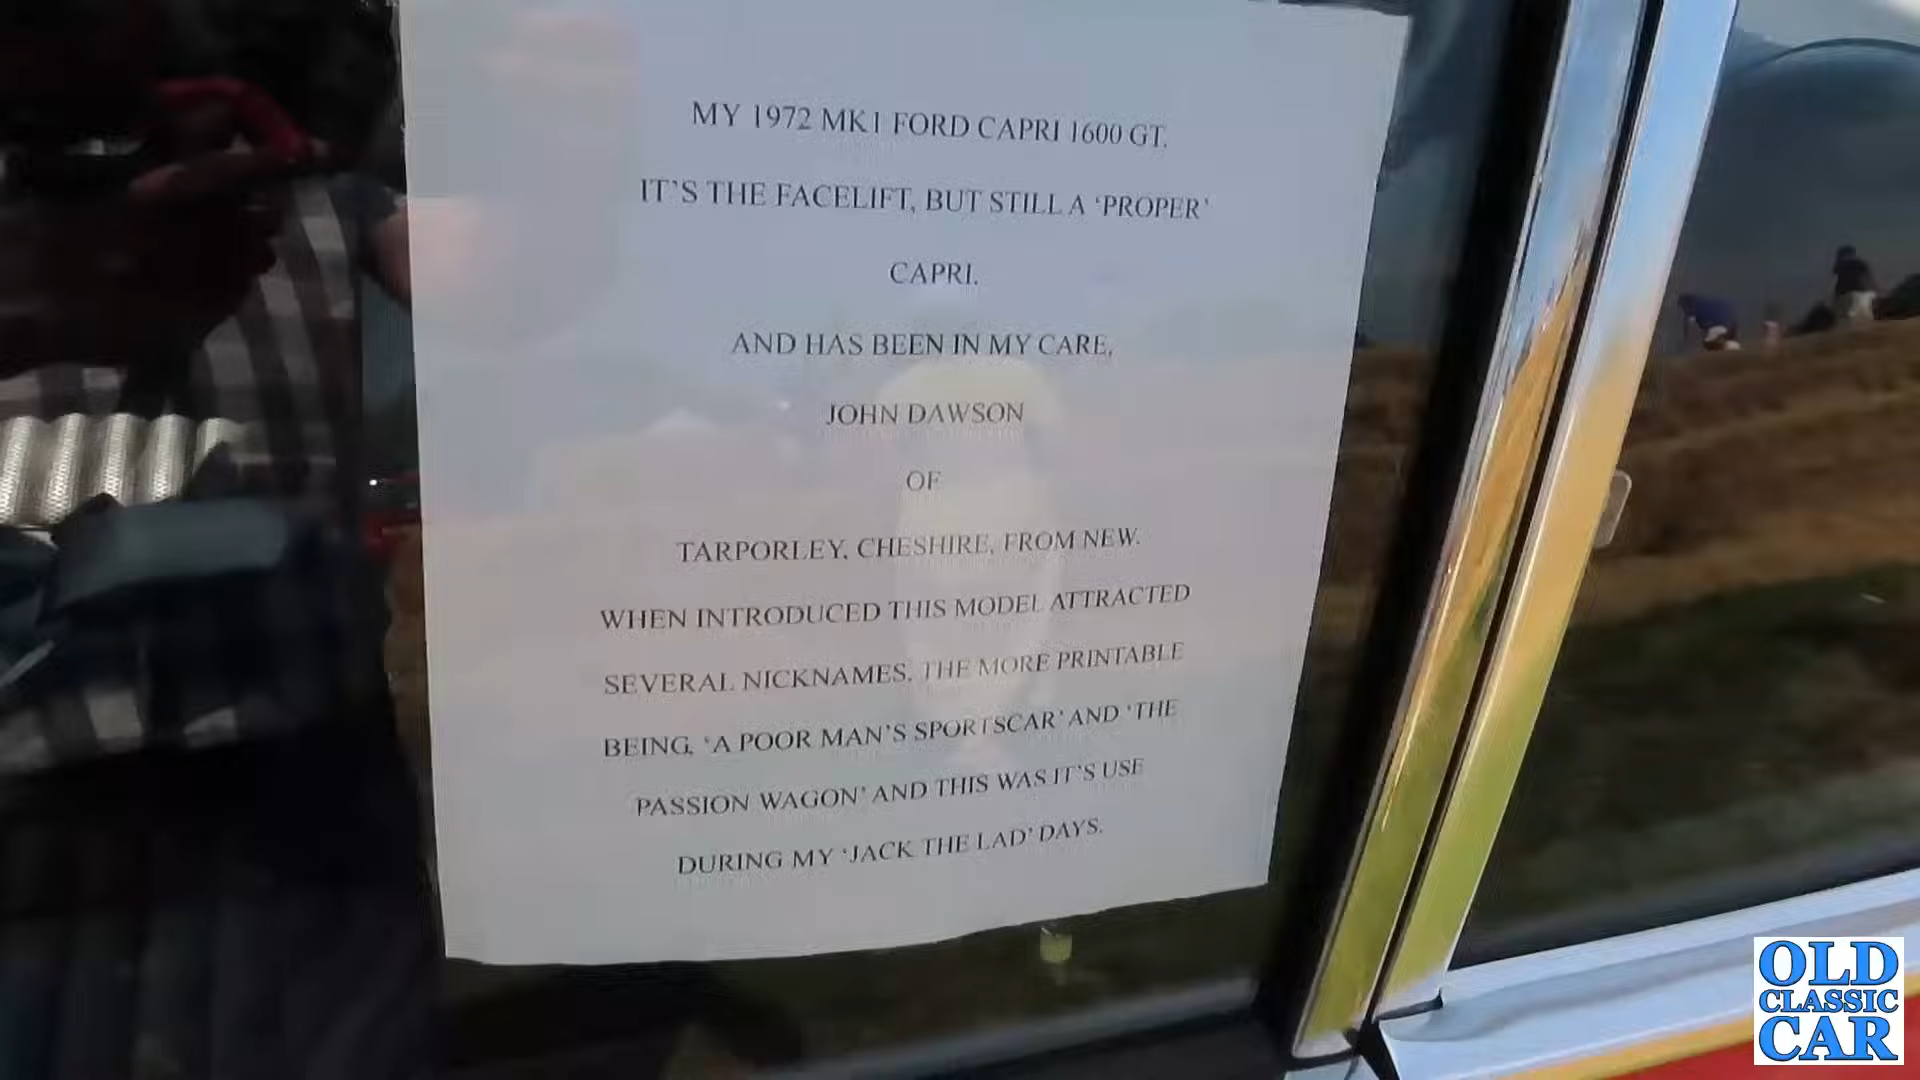 MY 1972 MK1 FORD CAPRI 1600 GT.
IT'S THE FACELIFT, BUT STILL A 'PROPER'
CAPRI.
AND HAS BEEN IN MY CARE,
JOHN DAWSON
OF
TARPORLEY, CHESHIRE, FROM NEW.
WHEN INTRODUCED THIS MODEL ATTRACTED
SEVERAL NICKNAMES, THE MORE PRINTABLE
BEING, 'A POOR MAN'S SPORTSCAR' AND 'THE
PASSION WAGON' AND THIS WAS IT'S USE
DURING MY 'JACK THE LAD' DAYS.
OLD
CLASSIC
CAR